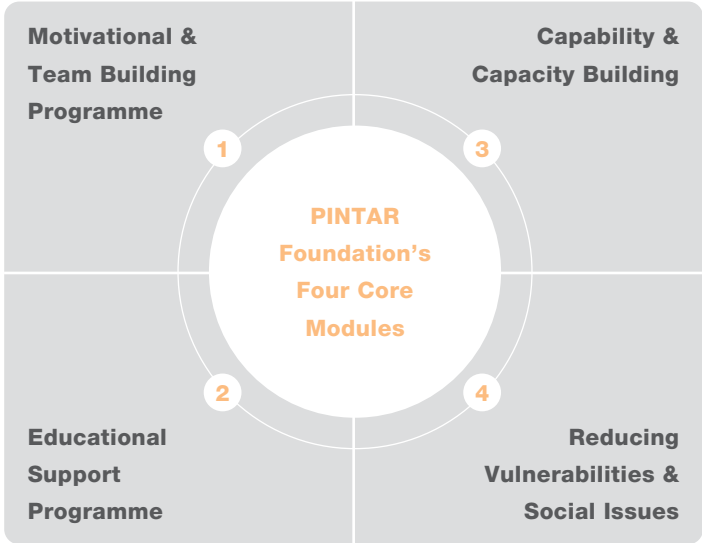 Motivational &
Team Building
Programme
1
Capability &
Capacity Building
3
PINTAR
Foundation’s
Four Core
Modules
2
Educational
Support
Programme
4
Reducing
Vulnerabilities &
Social Issues